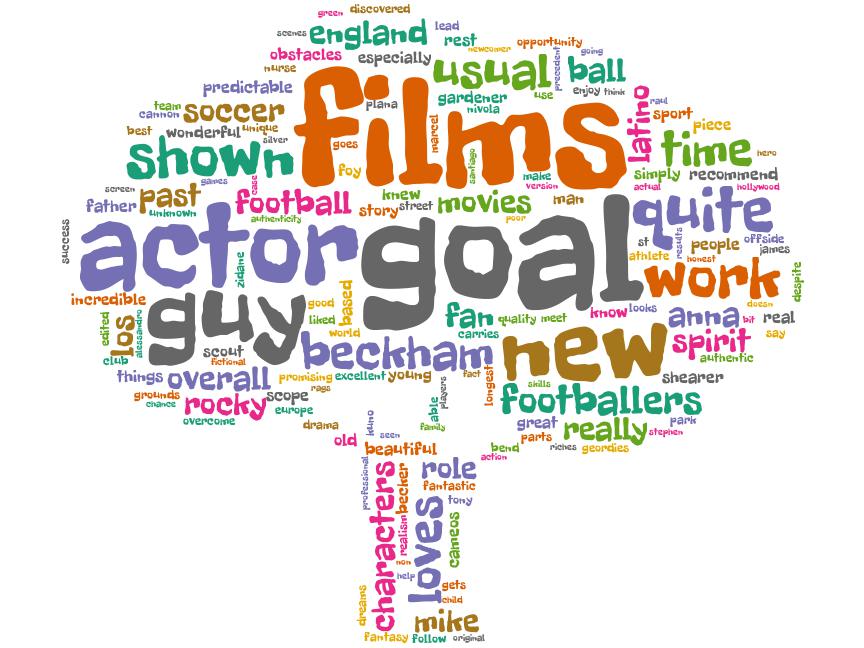 green discovered
scenes england lead
rest newcomer opportunity going
obstacles especially usual precedent ball
nurse films
predictable plana gardener use enjoy think
nivola latino raul
team soccer marcel sport
cannon piece
best wonderful unique
silver goes time
shown foy santiago make hero
version simply recommend
screen games case actual hollywood
father past football knew movies man quite
unknown story street
authenticity poor
success actor goal st results people offside
james
zidane athlete honest
incredible guy based work despite
good doesn
edited los alessandro liked fan quality meet know looks anna bit real
world carries say
club scout beckham new spirit
fictional authentic
things overall promising excellent young fact longest shearer
rags skills
grounds rocky scope players footballers
chance europe able
overcome drama kuno family great really park
old seen parts stephen
beautiful bend riches geordies
action
professional characters becker role
fantastic
loves tony
realism cameos
non
help
dreams gets
child
mike
fantasy follow original